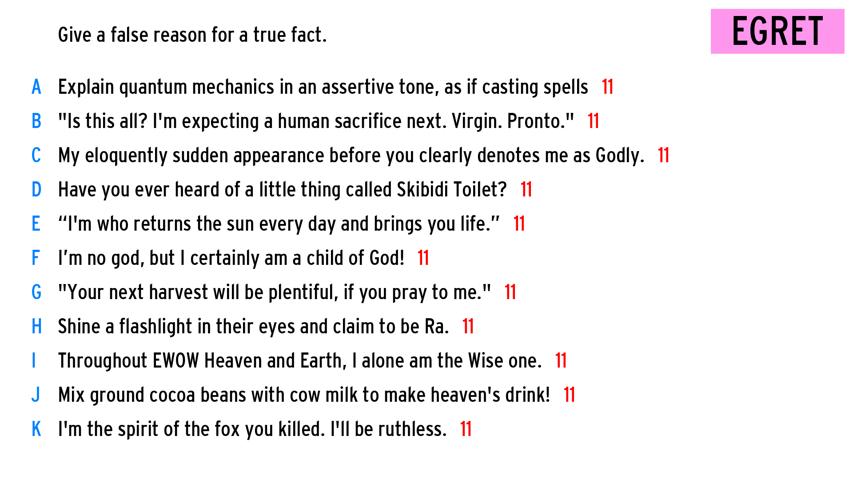 Give a false reason for a true fact.
EGRET
A Explain quantum mechanics in an assertive tone, as if casting spells 11
B "Is this all? I'm expecting a human sacrifice next. Virgin. Pronto." 11
C My eloquently sudden appearance before you clearly denotes me as Godly. 11
D Have you ever heard of a little thing called Skibidi Toilet? 11
E “I'm who returns the sun every day and brings you life.” 11
F I’m no god, but I certainly am a child of God! 11
G "Your next harvest will be plentiful, if you pray to me." 11
H Shine a flashlight in their eyes and claim to be Ra. 11
I Throughout EWOW Heaven and Earth, I alone am the Wise one. 11
J Mix ground cocoa beans with cow milk to make heaven's drink! 11
K I'm the spirit of the fox you killed. I'll be ruthless. 11